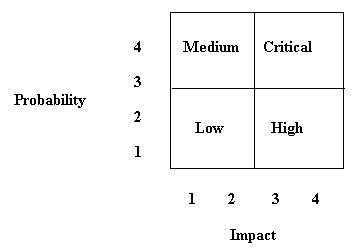 4 Medium Critical
3
Probability
2
Low High
1
1 2 3 4
Impact